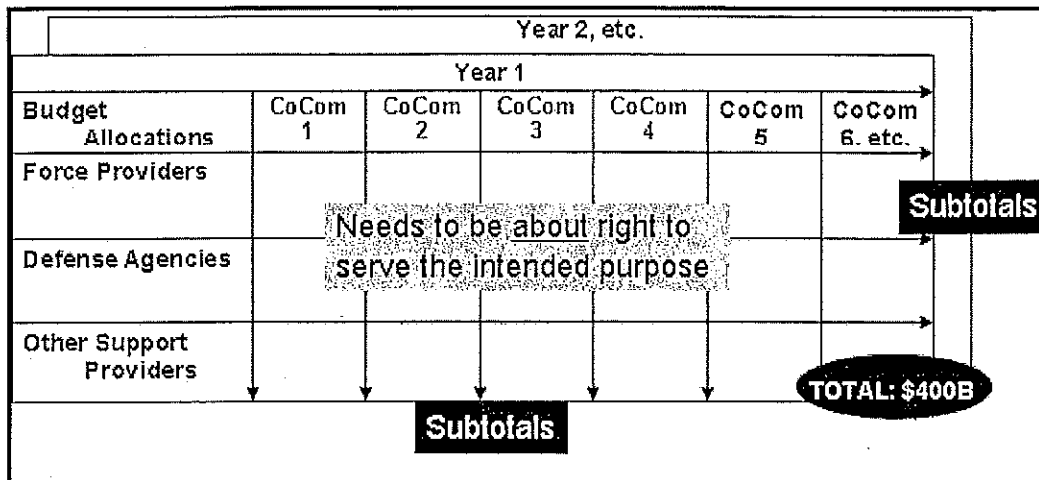 Year 2, etc.
Year 1
Budget
Allocations
CoCom
1
CoCom
2
CoCom
3
CoCom
4
CoCom
5
CoCom
6. etc.
Force Providers
Subtotals
Needs to be about right to
serve the intended purpose
Defense Agencies
Other Support
Providers
TOTAL: $400B
Subtotals